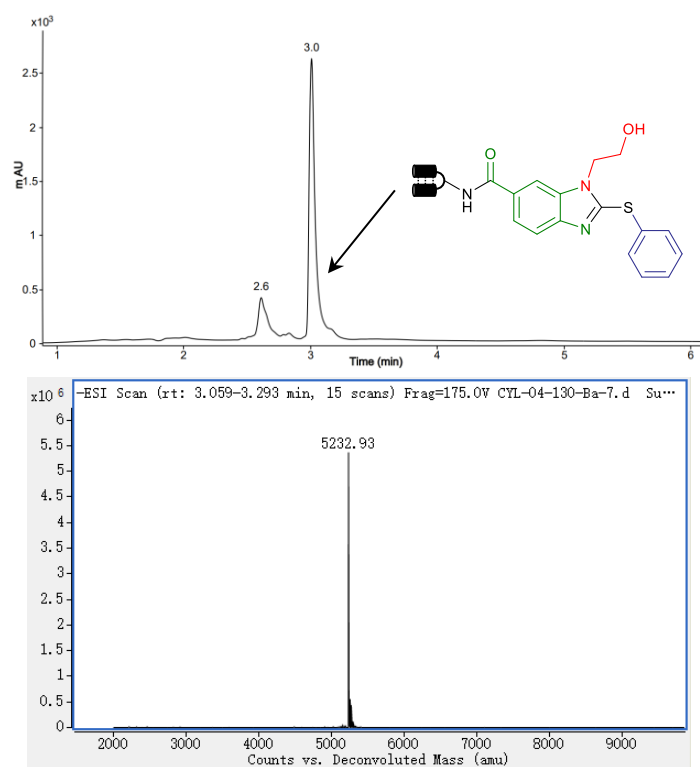 x10³
3.0
2.5
2
1.5
1
0.5
0
mAU
2.6
1 2 3 4 5 6
Time (min)
O
N
H
N
N
S
OH
x10 6
-ESI Scan (rt: 3.059-3.293 min, 15 scans) Frag=175.0V CYL-04-130-Ba-7.d Su…
5232.93
6
5.5
5
4.5
4
3.5
3
2.5
2
1.5
1
0.5
0
2000 3000 4000 5000 6000 7000 8000 9000
Counts vs. Deconvoluted Mass (amu)